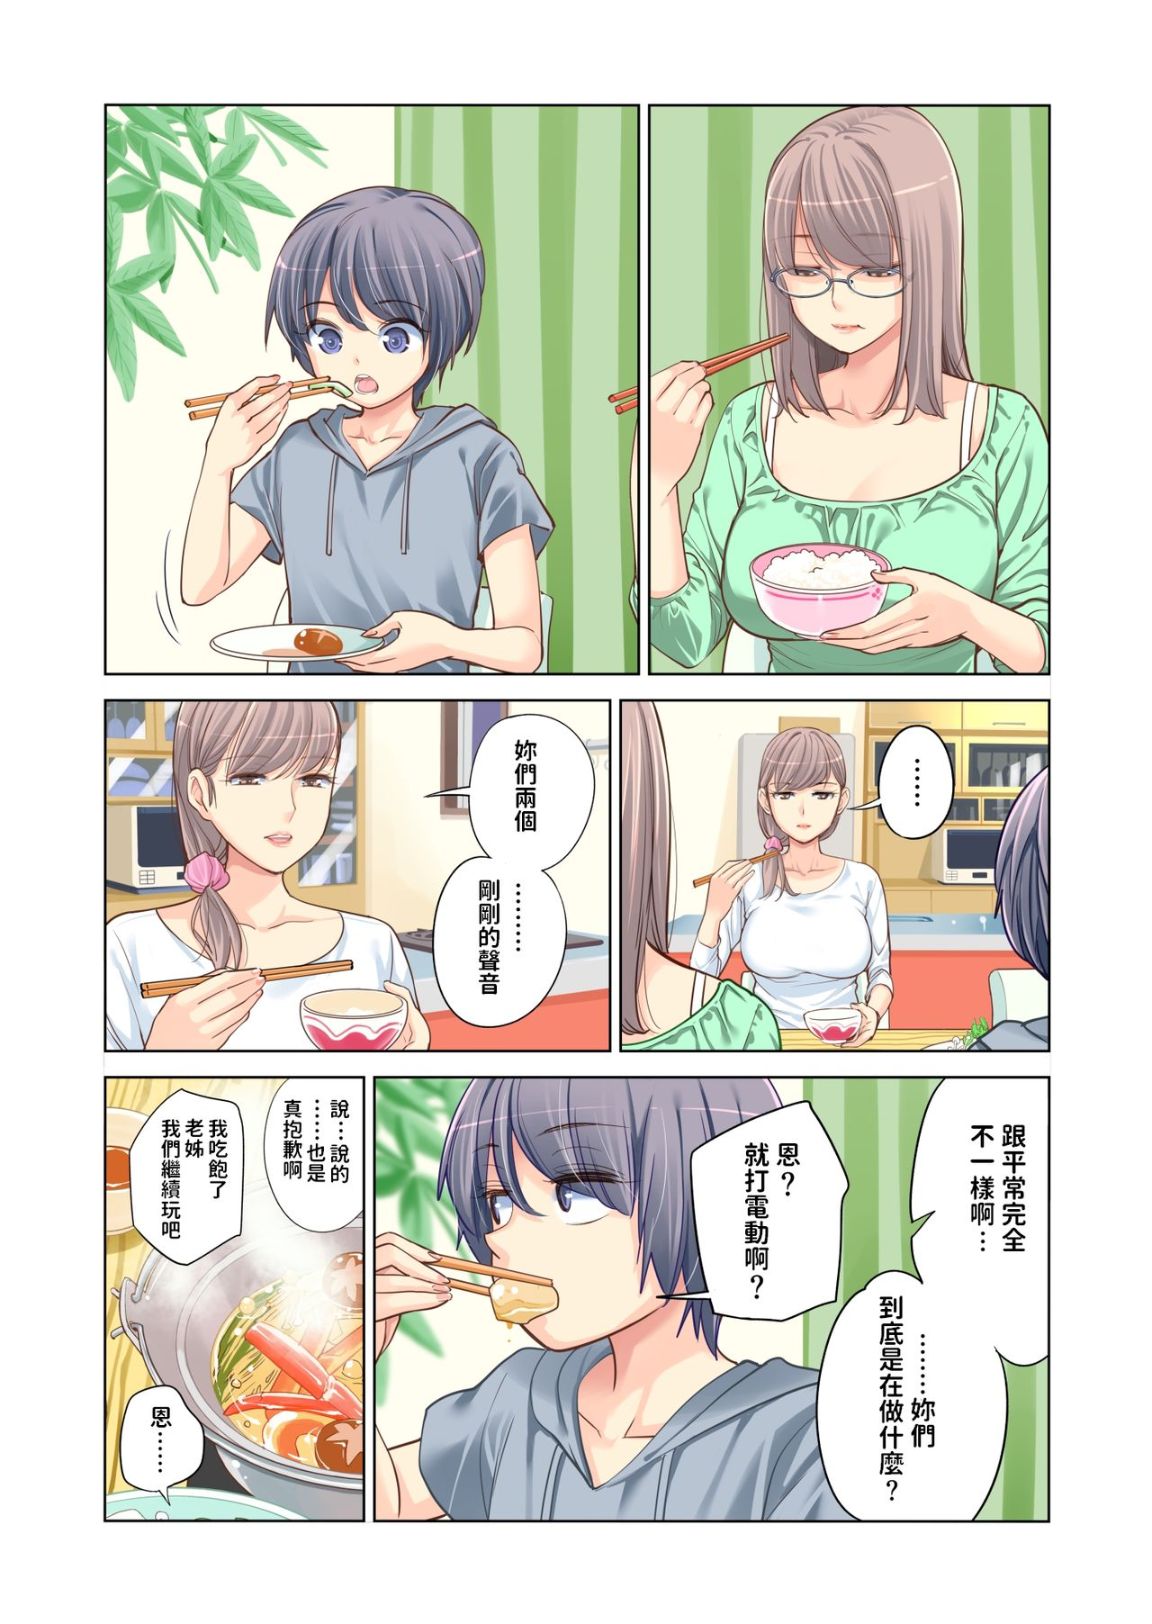 ……
妳們兩個
………
剛剛的聲音
跟平常完全
不一樣啊…
………妳們
到底是在做什麼？
恩？
就打電動啊？
說…說的
……也是
真抱歉啊
我吃飽了
老姊
我們繼續玩吧
恩……